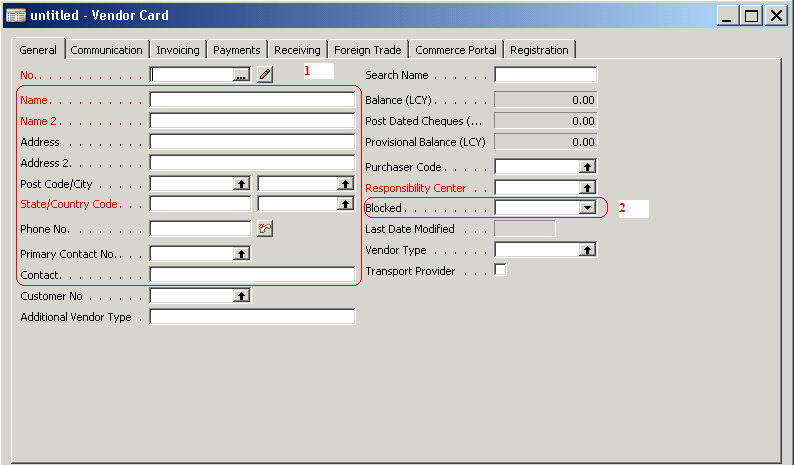 untitled - Vendor Card
General Communication Invoicing Payments Receiving Foreign Trade Commerce Portal Registration
No. . . . . . . . . . . . . ... 1
Name . . . . . . . . . . .
Name 2 . . . . . . . . . .
Address . . . . . . . . .
Address 2. . . . . . . . .
Post Code/City . . . . . .
State/Country Code . . .
Phone No. . . . . . . . . .
Primary Contact No. . . .
Contact. . . . . . . . . .
Customer No . . . . . .
Additional Vendor Type .
Search Name . . . . . .
Balance (LCY) . . . . . . 0.00
Post Dated Cheques (... 0.00
Provisional Balance (LCY) 0.00
Purchaser Code . . . . .
Responsibility Center . .
Blocked . . . . . . . . . . 2
Last Date Modified . . .
Vendor Type . . . . . .
Transport Provider . . .